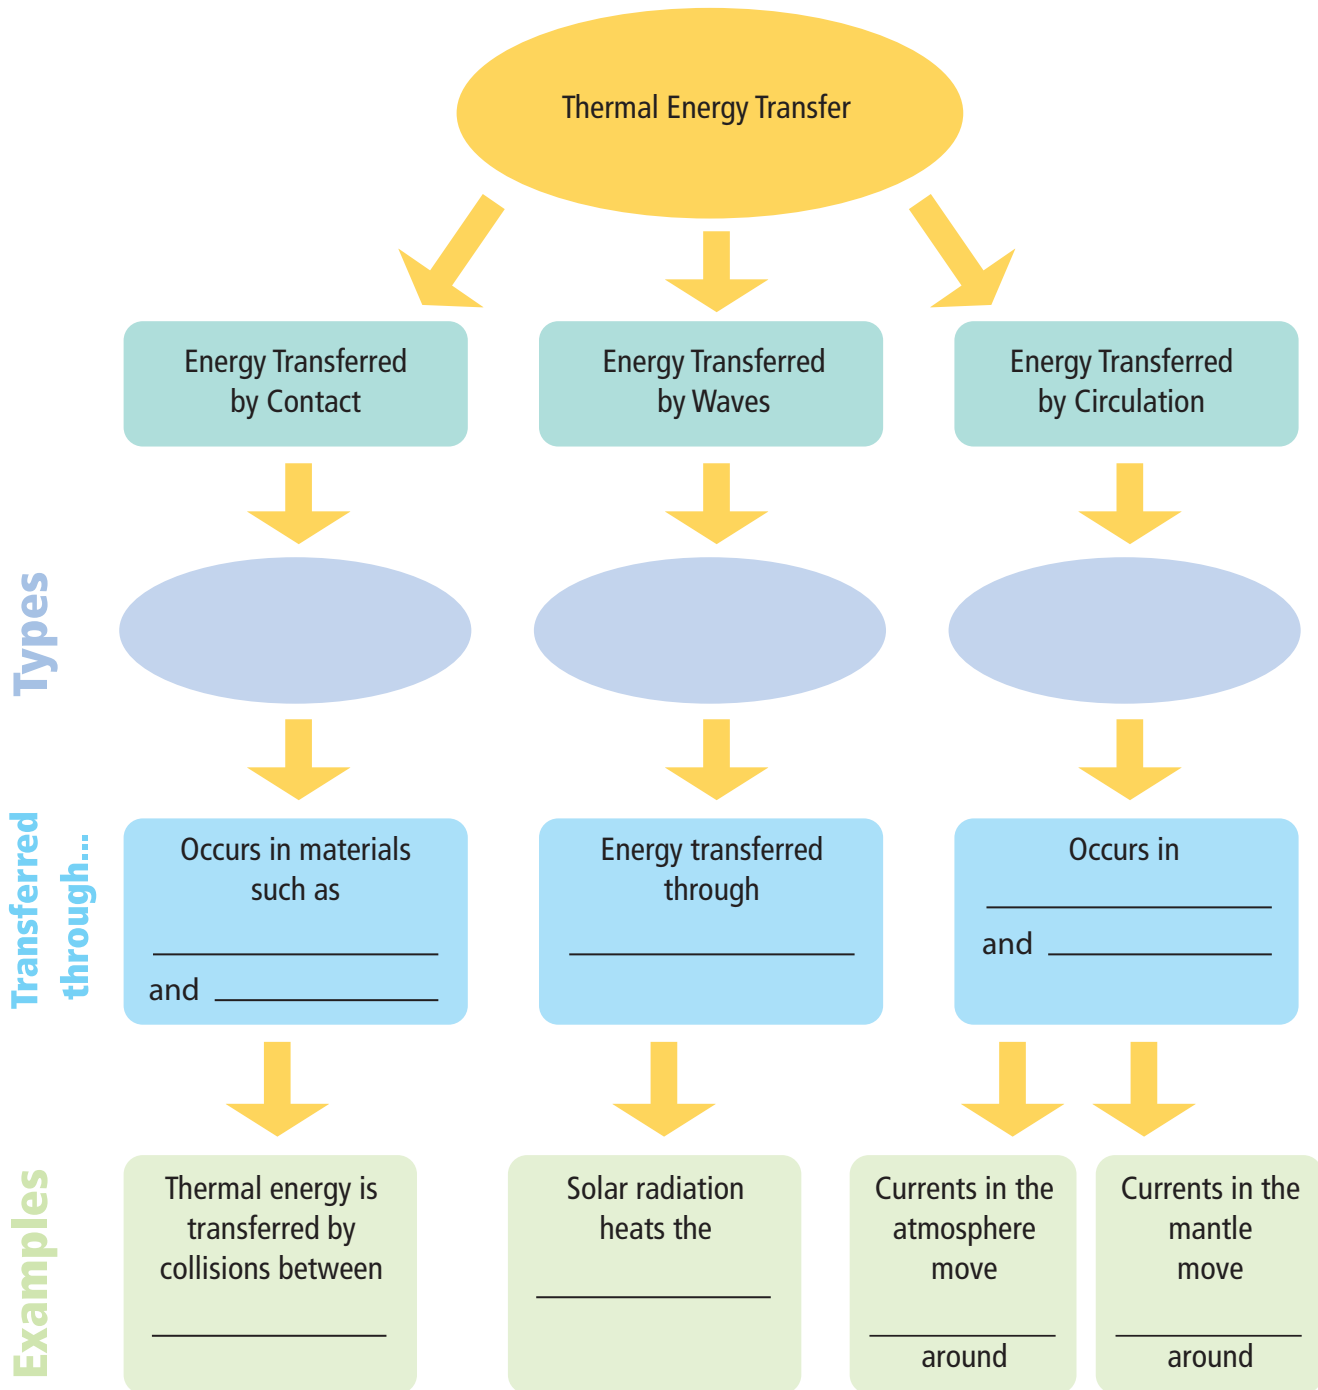 Thermal Energy Transfer
Energy Transferred
by Contact
Energy Transferred
by Waves
Energy Transferred
by Circulation
Types
Transferred
through...
Occurs in materials
such as
and
Energy transferred
through
Occurs in
and
Examples
Thermal energy is
transferred by
collisions between
Solar radiation
heats the
Currents in the
atmosphere
move
around
Currents in the
mantle
move
around